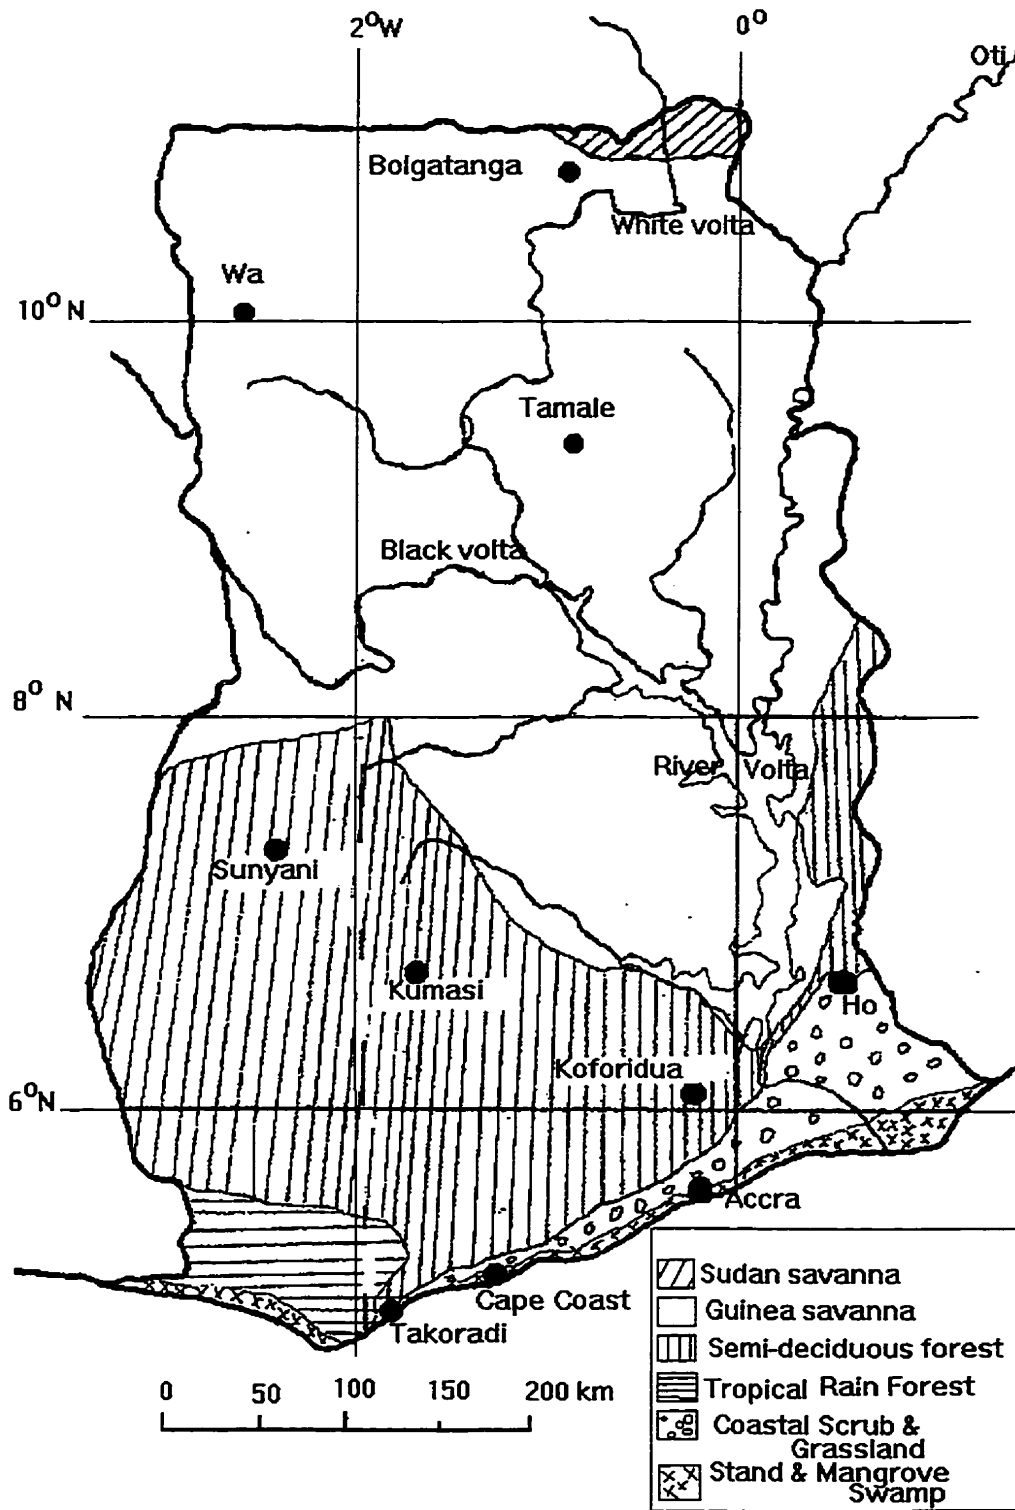 2°W
0°
Oti
Bolgatanga
White volta
Wa
10° N
Tamale
Black volta
8° N
River Volta
Sunyani
Kumasi
Ho
Koforidua
6°N
Accra
Cape Coast
Takoradi
0 50 100 150 200 km
Sudan savanna
Guinea savanna
Semi-deciduous forest
Tropical Rain Forest
Coastal Scrub &
Grassland
Stand & Mangrove
Swamp